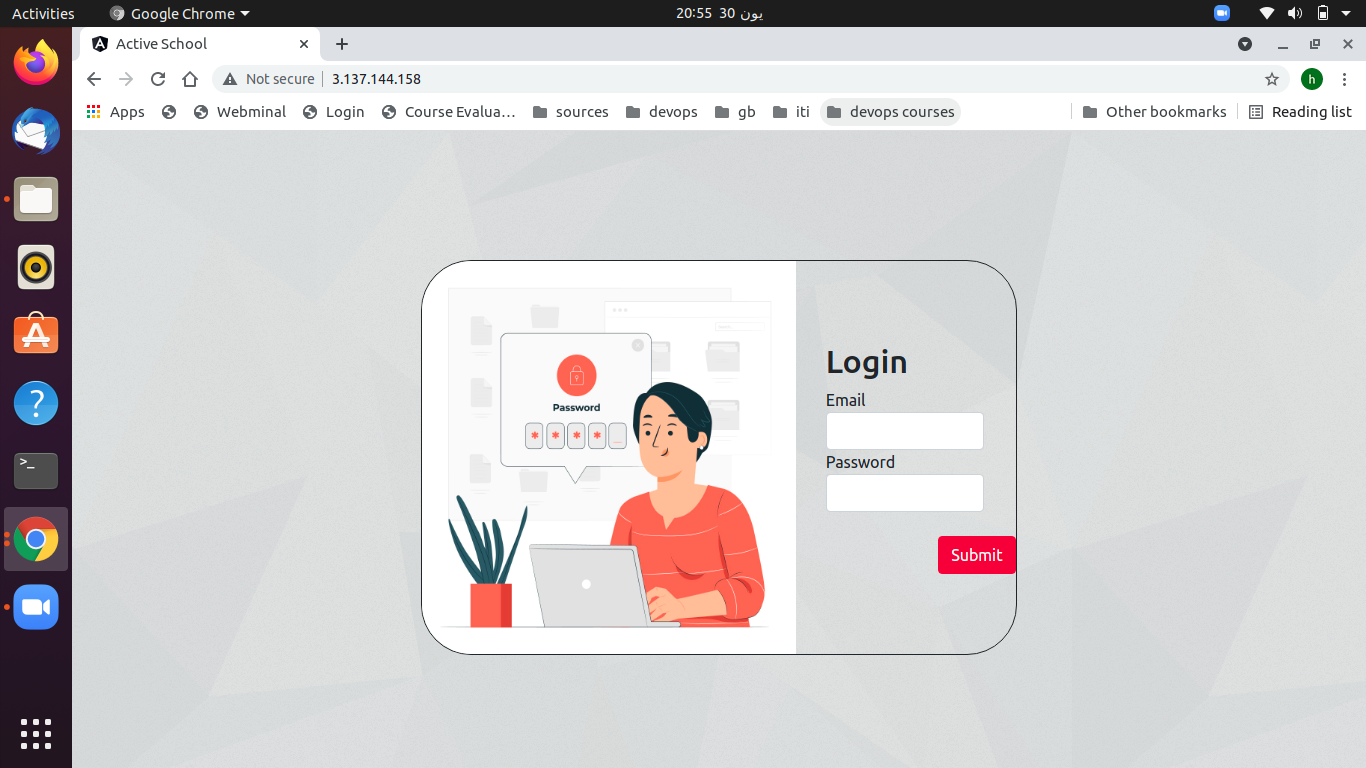 Activities Google Chrome 20:55 30 يون
Active School
Not secure 3.137.144.158 h
Apps Webminal Login Course Evalua... sources devops gb iti devops courses Other bookmarks Reading list
Search
Password
* * * * _
Login
Email
Password
Submit
>_